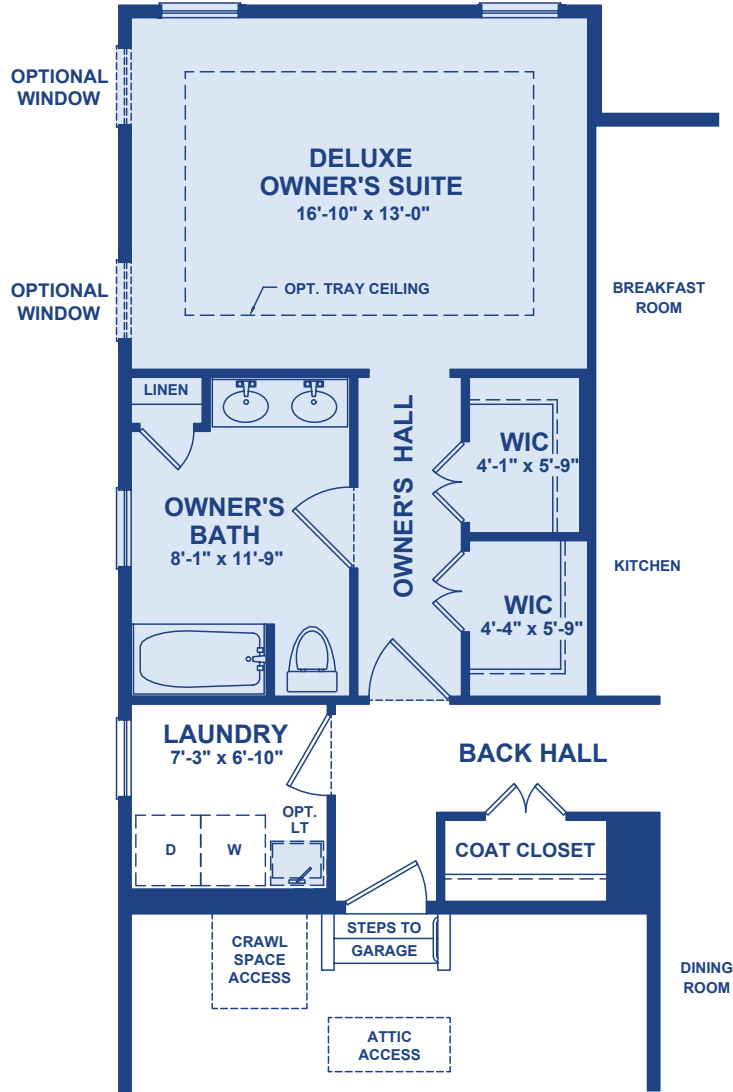 OPTIONAL
WINDOW
DELUXE
OWNER'S SUITE
16'-10" x 13'-0"
OPTIONAL
WINDOW
OPT. TRAY CEILING
BREAKFAST
ROOM
LINEN
OWNER'S HALL
WIC
4'-1" x 5'-9"
OWNER'S
BATH
8'-1" x 11'-9"
KITCHEN
WIC
4'-4" x 5'-9"
LAUNDRY
7'-3" x 6'-10"
BACK HALL
OPT.
LT
D
W
COAT CLOSET
STEPS TO
GARAGE
CRAWL
SPACE
ACCESS
DINING
ROOM
ATTIC
ACCESS